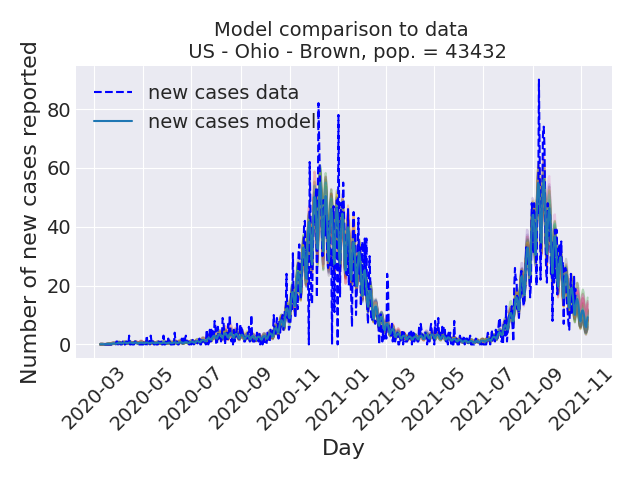 Model comparison to data
US - Ohio - Brown, pop. = 43432
new cases data
new cases model
Number of new cases reported
80
60
40
20
0
2020-03
2020-05
2020-07
2020-09
2020-11
2021-01
2021-03
2021-05
2021-07
2021-09
2021-11
Day